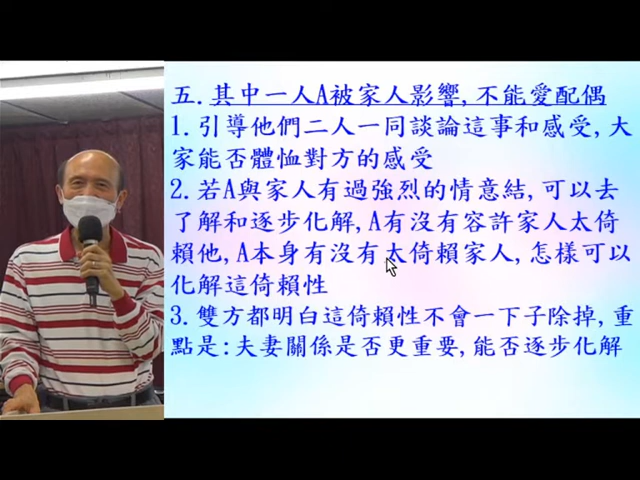 五.其中一人A被家人影響,不能愛配偶
1.引導他們二人一同談論這事和感受,大
家能否體恤對方的感受
2.若A與家人有過強烈的情意結,可以去
了解和逐步化解,A有沒有容許家人太倚
賴他,A本身有沒有太倚賴家人,怎樣可以
化解這倚賴性
3.雙方都明白這倚賴性不會一下子除掉,重
點是:夫妻關係是否更重要,能否逐步化解